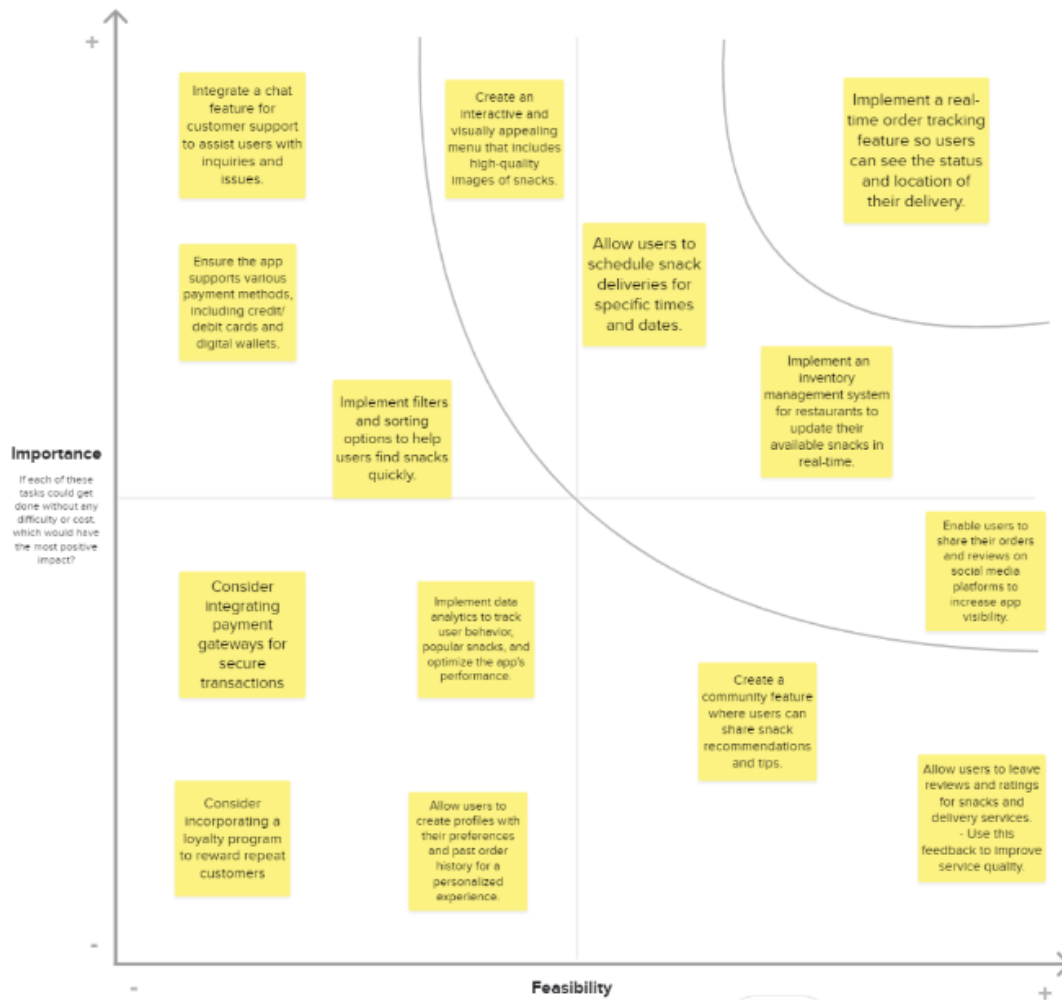 +
Integrate a chat
feature for
customer support
to assist users with
inquiries and
issues.
Create an
interactive and
visually appealing
menu that includes
high-quality
images of snacks.
Implement a real-
time order tracking
feature so users
can see the status
and location of
their delivery.
Ensure the app
supports various
payment methods,
including credit/
debit cards and
digital wallets.
Allow users to
schedule snack
deliveries for
specific times
and dates.
Implement filters
and sorting
options to help
users find snacks
quickly.
Implement an
inventory
management system
for restaurants to
update their
available snacks in
real-time.
Importance
If each of these
tasks could get
done without any
difficulty or cost,
which would have
the most positive
impact?
Enable users to
share their orders
and reviews on
social media
platforms to
increase app
visibility.
Consider
integrating
payment
gateways for
secure
transactions
Implement data
analytics to track
user behavior,
popular snacks, and
optimize the app's
performance.
Create a
community feature
where users can
share snack
recommendations
and tips.
Allow users to leave
reviews and ratings
for snacks and
delivery services.
- Use this
feedback to improve
service quality.
Consider
incorporating a
loyalty program
to reward repeat
customers
Allow users to
create profiles with
their preferences
and past order
history for a
personalized
experience.
-
-
Feasibility
+